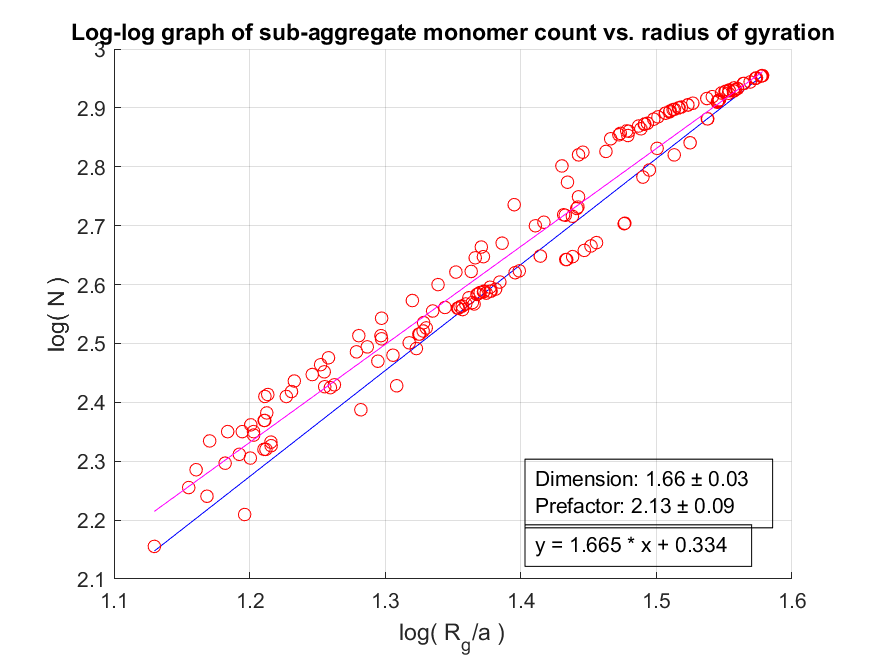 Log-log graph of sub-aggregate monomer count vs. radius of gyration
3
2.9
2.8
2.7
2.6
2.5
2.4
2.3
2.2
2.1
log( N )
Dimension: 1.66 ± 0.03
Prefactor: 2.13 ± 0.09
y = 1.665 * x + 0.334
1.1 1.2 1.3 1.4 1.5 1.6
log( R_g/a )